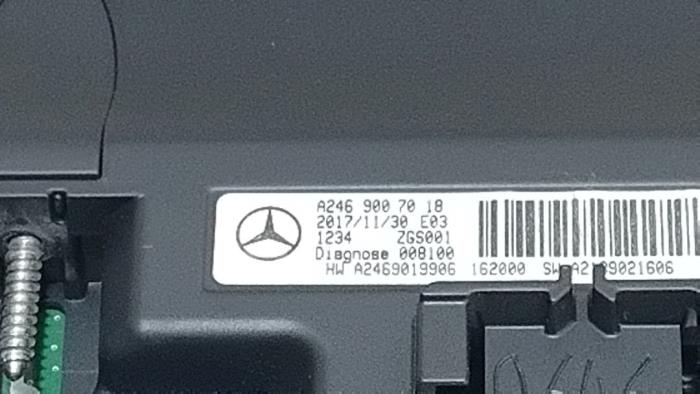 A246 900 70 18
2017/11/30 E03
1234 ZGS001
Diagnose 008100
HW A2469019906 162000